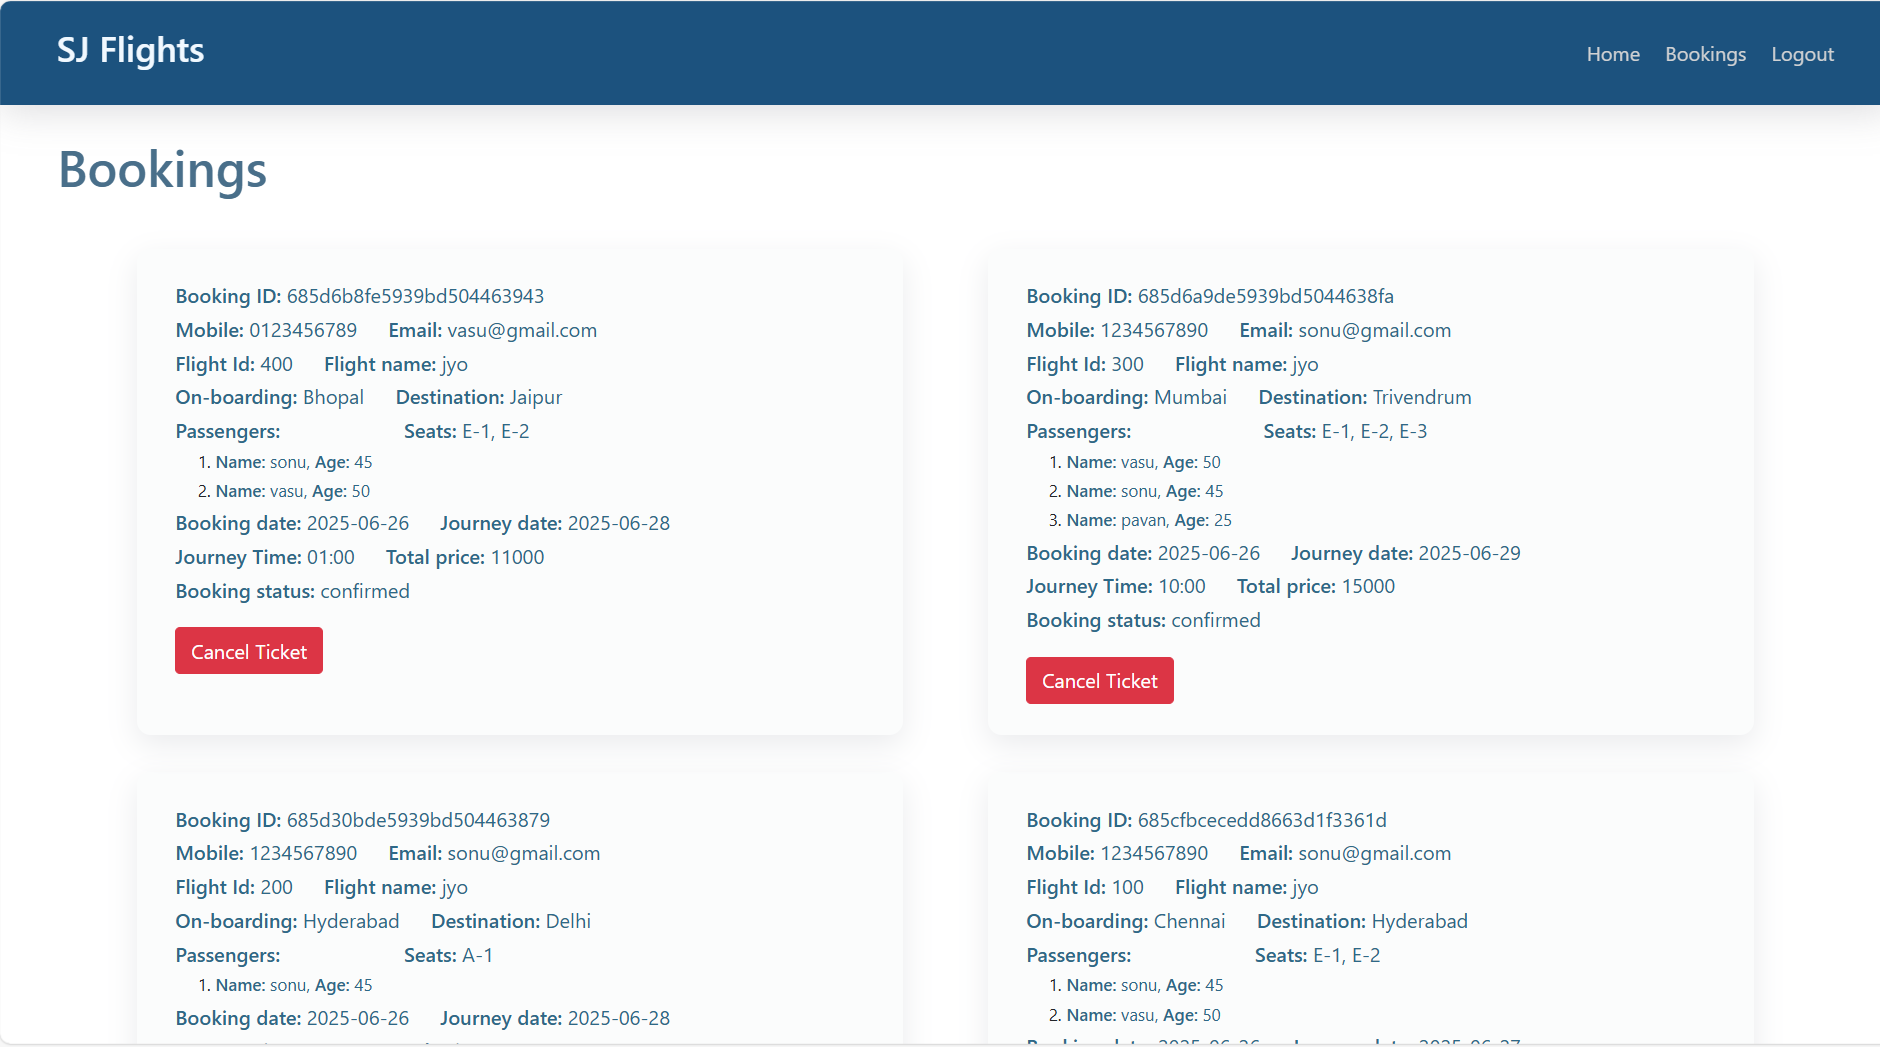 SJ Flights
Home Bookings Logout
Bookings
Booking ID: 685d6b8fe5939bd504463943
Mobile: 0123456789 Email: vasu@gmail.com
Flight Id: 400 Flight name: jyo
On-boarding: Bhopal Destination: Jaipur
Passengers: Seats: E-1, E-2
1. Name: sonu, Age: 45
2. Name: vasu, Age: 50
Booking date: 2025-06-26 Journey date: 2025-06-28
Journey Time: 01:00 Total price: 11000
Booking status: confirmed
Cancel Ticket
Booking ID: 685d6a9de5939bd5044638fa
Mobile: 1234567890 Email: sonu@gmail.com
Flight Id: 300 Flight name: jyo
On-boarding: Mumbai Destination: Trivendrum
Passengers: Seats: E-1, E-2, E-3
1. Name: vasu, Age: 50
2. Name: sonu, Age: 45
3. Name: pavan, Age: 25
Booking date: 2025-06-26 Journey date: 2025-06-29
Journey Time: 10:00 Total price: 15000
Booking status: confirmed
Cancel Ticket
Booking ID: 685d30bde5939bd504463879
Mobile: 1234567890 Email: sonu@gmail.com
Flight Id: 200 Flight name: jyo
On-boarding: Hyderabad Destination: Delhi
Passengers: Seats: A-1
1. Name: sonu, Age: 45
Booking date: 2025-06-26 Journey date: 2025-06-28
Booking ID: 685cfbcecedd8663d1f3361d
Mobile: 1234567890 Email: sonu@gmail.com
Flight Id: 100 Flight name: jyo
On-boarding: Chennai Destination: Hyderabad
Passengers: Seats: E-1, E-2
1. Name: sonu, Age: 45
2. Name: vasu, Age: 50
Booking date: 2025-06-26 Journey date: 2025-06-27